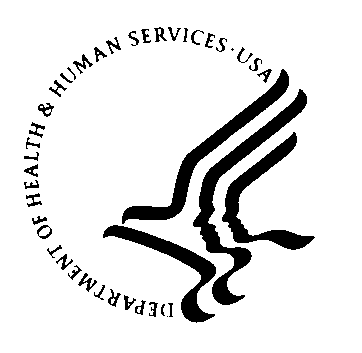 DEPARTMENT OF HEALTH & HUMAN SERVICES · USA